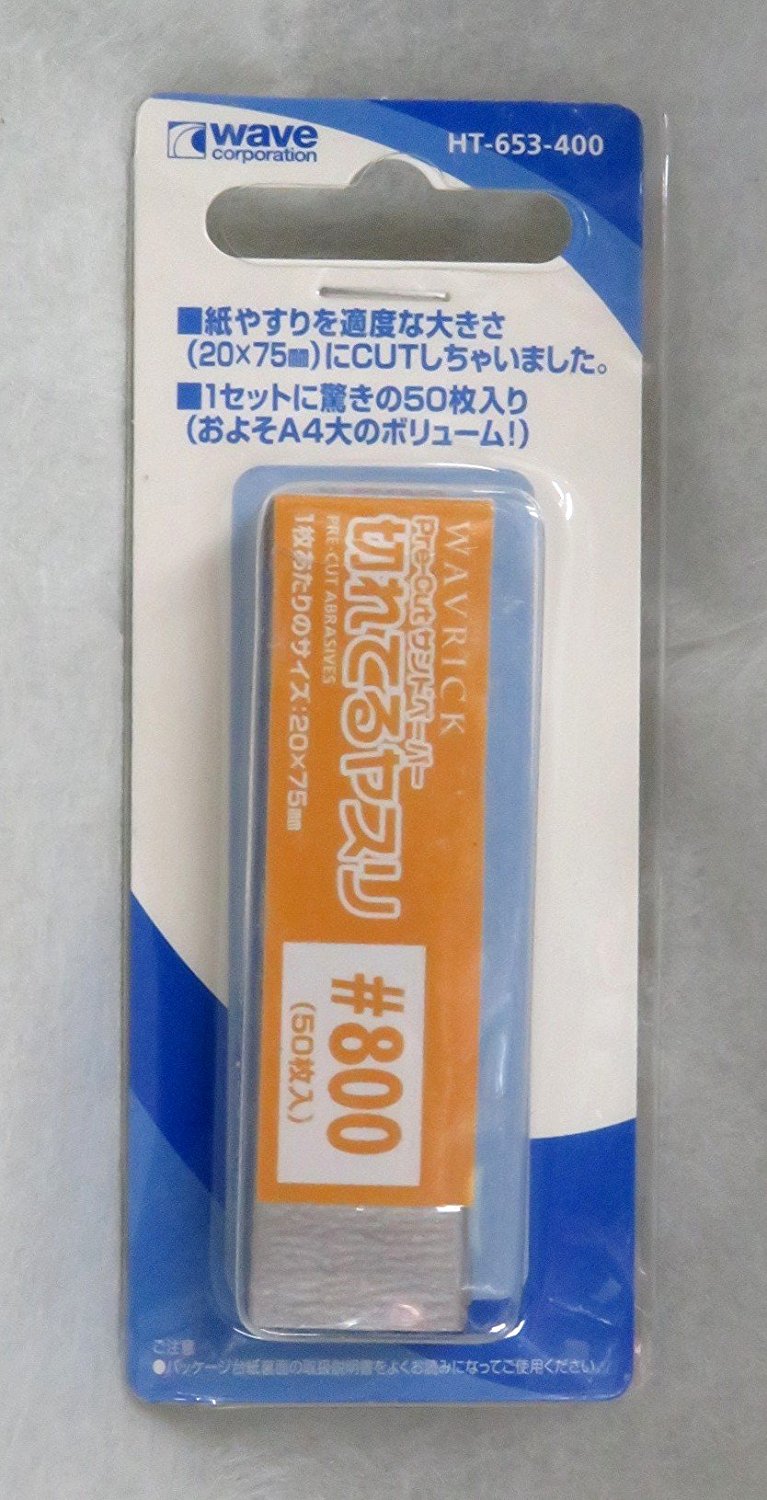 wave
corporation
HT-653-400
■紙やすりを適度な大きさ
(20×75㎜)にCUTしちゃいました。
■1セットに驚きの50枚入り
(およそA4大のボリューム!)
WAVRICK
Pre-Cut サンドペーパー
切れてるヤスリ
PRE-CUT ABRASIVES
1枚あたりのサイズ:20×75㎜
#800
(50枚入)
ご注意
●パッケージ台紙裏面の取扱説明書をよくお読みになってご使用ください。